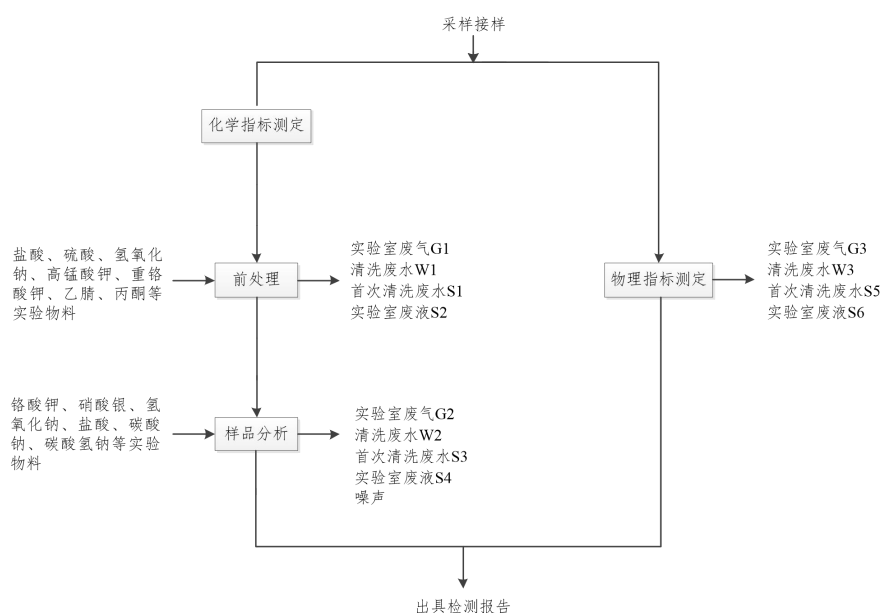 采样接样
化学指标测定
盐酸、硫酸、氢氧化
钠、高锰酸钾、重铬
酸钾、乙腈、丙酮等
实验物料
前处理
实验室废气G1
清洗废水W1
首次清洗废水S1
实验室废液S2
物理指标测定
实验室废气G3
清洗废水W3
首次清洗废水S5
实验室废液S6
铬酸钾、硝酸银、氢
氧化钠、盐酸、碳酸
钠、碳酸氢钠等实验
物料
样品分析
实验室废气G2
清洗废水W2
首次清洗废水S3
实验室废液S4
噪声
出具检测报告